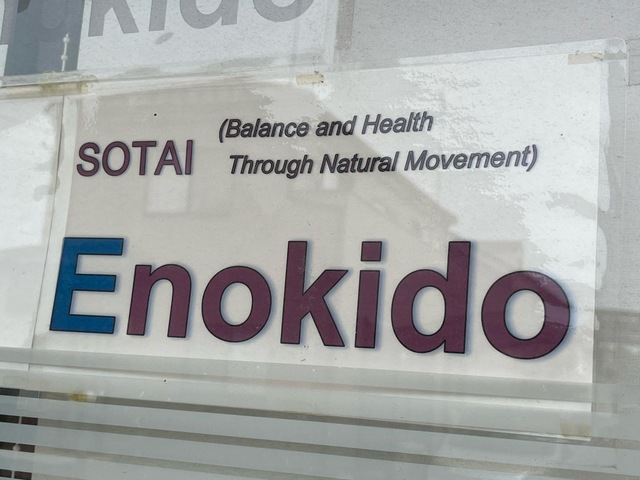 SOTAI
(Balance and Health
Through Natural Movement)
Enokido